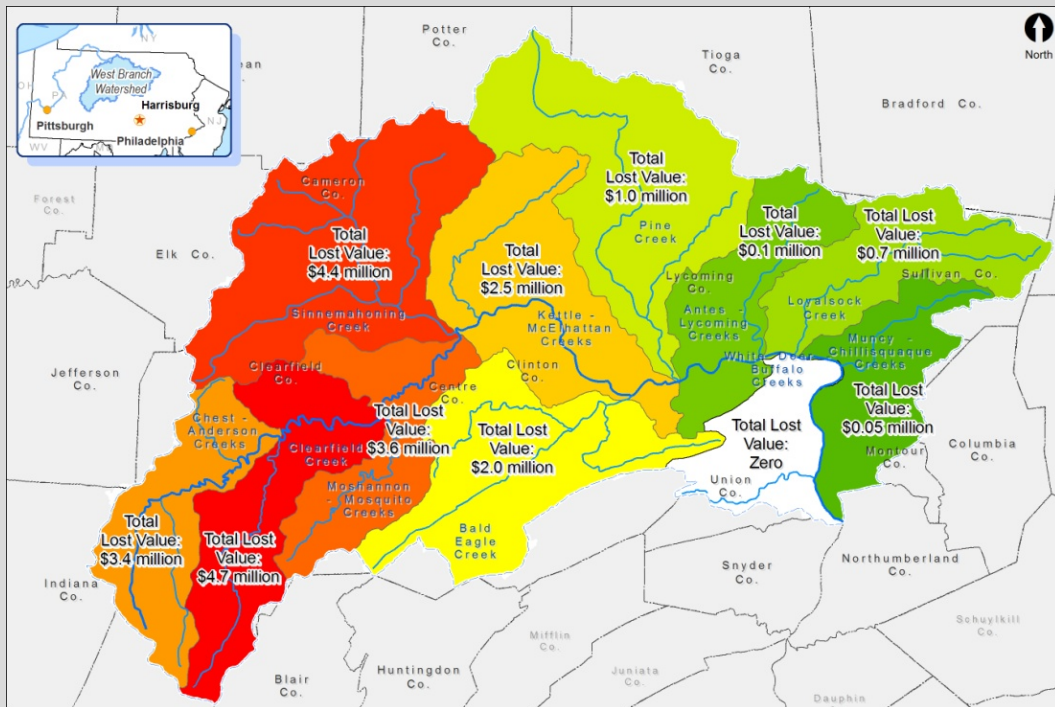 NY
West Branch
Watershed
OH
PA
Harrisburg
Pittsburgh
NJ
Philadelphia
WV
North
Potter
Co.
Tioga
Co.
Bradford Co.
ean
Forest
Co.
Cameron
Co.
Elk Co.
Total
Lost Value:
$4.4 million
Sinnemahoning
Creek
Total
Lost Value:
$2.5 million
Kettle -
McElhattan
Creeks
Total
Lost Value:
$1.0 million
Pine
Creek
Total
Lost Value:
$0.1 million
Lycoming
Co.
Antes -
Lycoming
Creeks
Total Lost
Value:
$0.7 million
Sullivan Co.
Loyalsock
Creek
Muncy -
Chillisquaque
Creeks
White Deer
Buffalo
Creeks
Jefferson
Co.
Clearfield
Co.
Centre
Co.
Clinton
Co.
Chest -
Anderson
Creeks
Clearfield
Creek
Total Lost
Value:
$3.6 million
Moshannon
- Mosquito
Creeks
Total Lost
Value:
$2.0 million
Bald
Eagle
Creek
Total Lost
Value:
Zero
Union
Co.
Total Lost
Value:
$0.05 million
Montour
Co.
Columbia
Co.
Total
Lost Value:
$3.4 million
Total Lost
Value:
$4.7 million
Indiana
Co.
Snyder
Co.
Northumberland
Co.
Schuylkill
Co.
Mifflin
Co.
Juniata
Co.
Huntingdon
Co.
Blair
Co.
Dauphin